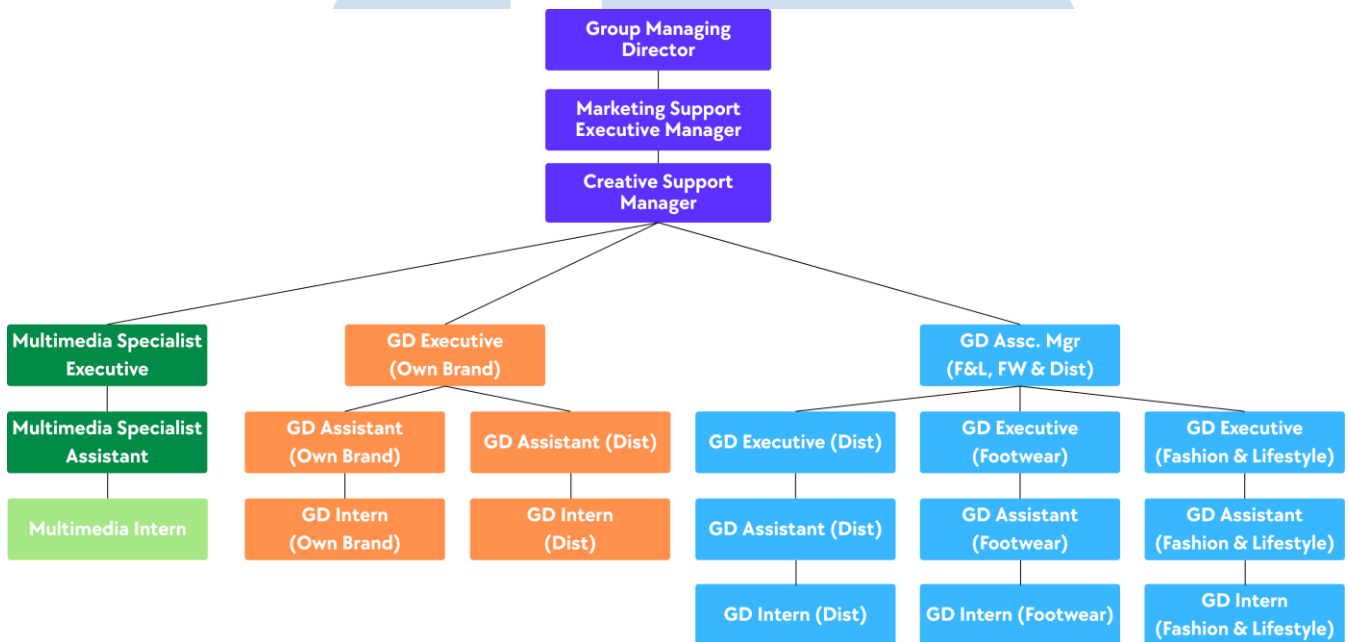 Group Managing
Director
Marketing Support
Executive Manager
Creative Support
Manager
Multimedia Specialist
Executive
GD Executive
(Own Brand)
GD Assc. Mgr
(F&L, FW & Dist)
Multimedia Specialist
Assistant
GD Assistant
(Own Brand)
GD Assistant (Dist)
GD Executive (Dist)
GD Executive
(Footwear)
GD Executive
(Fashion & Lifestyle)
Multimedia Intern
GD Intern
(Own Brand)
GD Intern
(Dist)
GD Assistant (Dist)
GD Assistant
(Footwear)
GD Assistant
(Fashion & Lifestyle)
GD Intern (Dist)
GD Intern (Footwear)
GD Intern
(Fashion & Lifestyle)